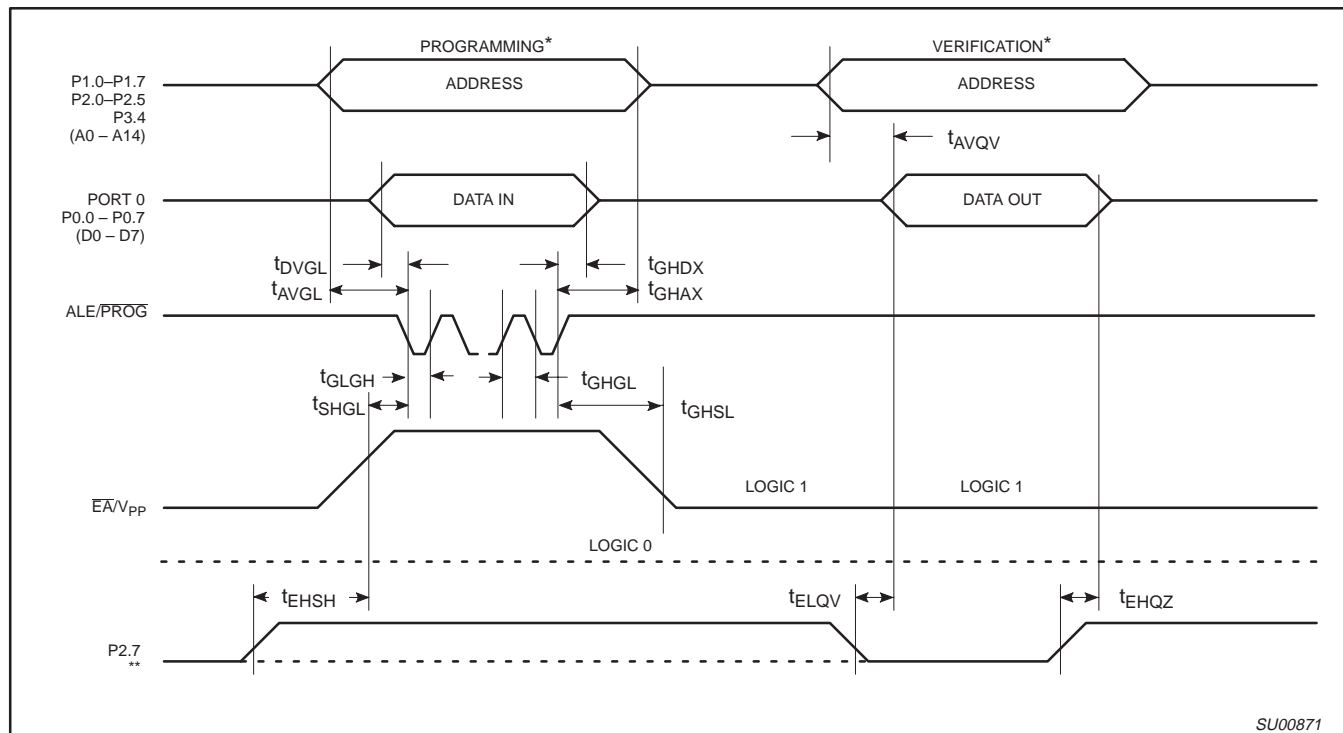 PROGRAMMING*
VERIFICATION*
P1.0–P1.7
P2.0–P2.5
P3.4
(A0 – A14)
ADDRESS
ADDRESS
tAVQV
PORT 0
P0.0 – P0.7
(D0 – D7)
DATA IN
DATA OUT
tDVGL
tGHDX
tAVGL
tGHAX
ALE/PROG
tGLGH
tGHGL
tSHGL
tGHSL
EA/VPP
LOGIC 1
LOGIC 1
LOGIC 0
tEHSH
tELQV
tEHQZ
P2.7
**
SU00871